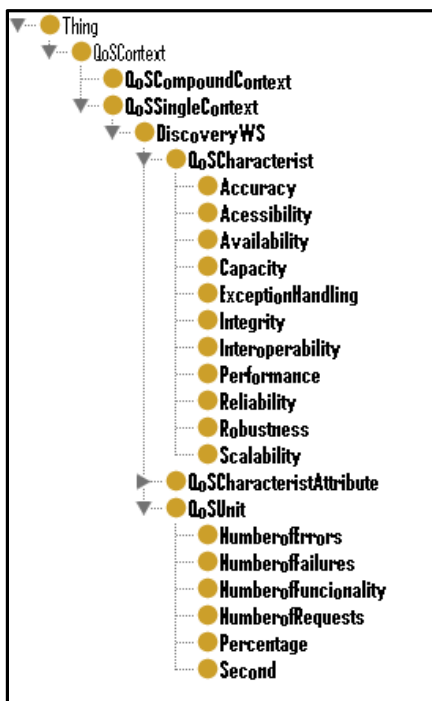 Thing
QoSContext
QoSCompoundContext
QoSSingleContext
DiscoveryWS
QoSCharacterist
Accuracy
Acessibility
Availability
Capacity
ExceptionHandling
Integrity
Interoperability
Performance
Reliability
Robustness
Scalability
QoSCharacteristAttribute
QoSUnit
NumberofErrors
NumberofFailures
NumberofFuncionality
NumberofRequests
Percentage
Second